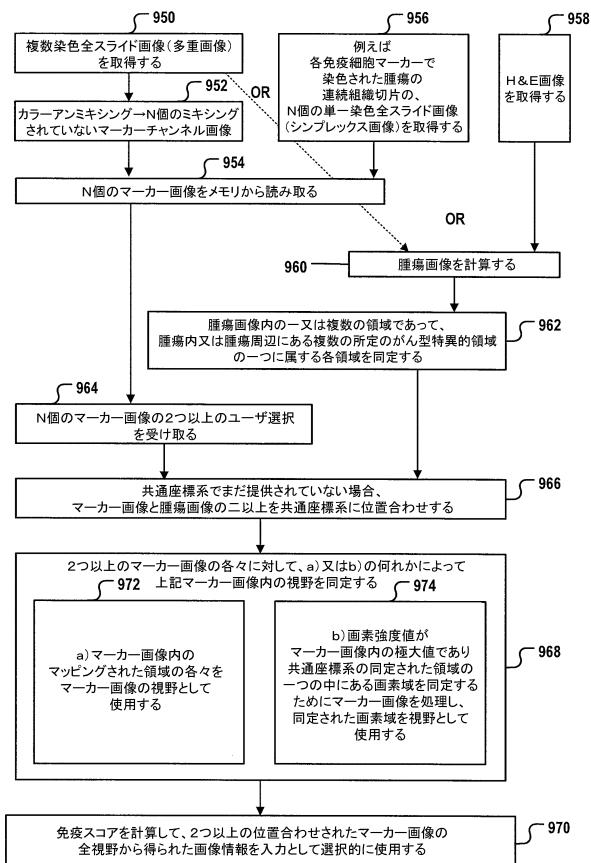 950
複数染色全スライド画像(多重画像)
を取得する
952
カラーアンミキシング→N個のミキシング
されていないマーカーチャンネル画像
956
例えば
各免疫細胞マーカーで
染色された腫瘍の
連続組織切片の、
N個の単一染色全スライド画像
(シンプレックス画像)を取得する
958
H&E画像
を取得する
OR
954
N個のマーカー画像をメモリから読み取る
OR
960
腫瘍画像を計算する
962
腫瘍画像内の一又は複数の領域であって、
腫瘍内又は腫瘍周辺にある複数の所定のがん型特異的領域
の一つに属する各領域を同定する
964
N個のマーカー画像の2つ以上のユーザ選択
を受け取る
966
共通座標系でまだ提供されていない場合、
マーカー画像と腫瘍画像の二以上を共通座標系に位置合わせする
2つ以上のマーカー画像の各々に対して、a)又はb)の何れかによって
上記マーカー画像内の視野を同定する
972
a)マーカー画像内の
マッピングされた領域の各々を
マーカー画像の視野として
使用する
974
b)画素強度値が
マーカー画像内の極大値であり
共通座標系の同定された領域の
一つの中にある画素域を同定する
ためにマーカー画像を処理し、
同定された画素域を視野として
使用する
968
970
免疫スコアを計算して、2つ以上の位置合わせされたマーカー画像の
全視野から得られた画像情報を入力として選択的に使用する